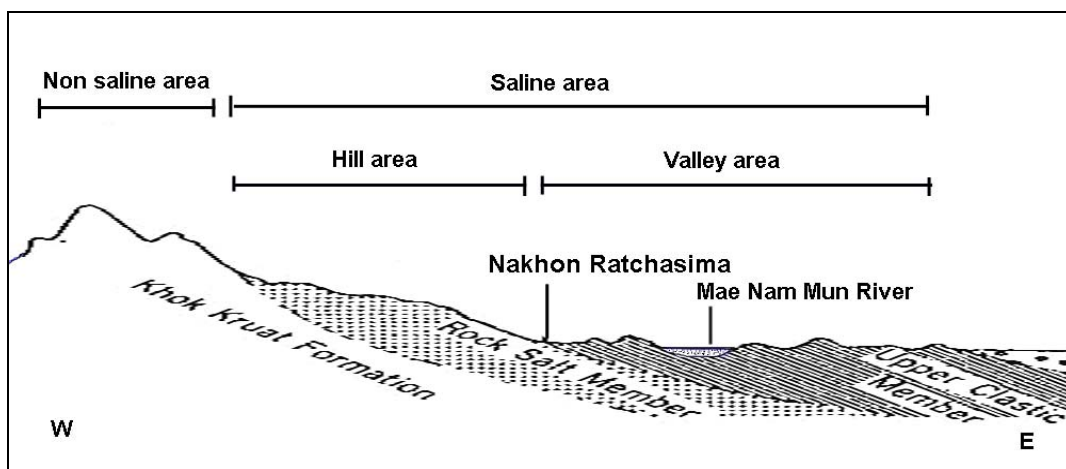 Non saline area
Saline area
Hill area
Valley area
Nakhon Ratchasima
Mae Nam Mun River
Khok Kruat Formation
Rock Salt Member
Upper Clastic
Member
W
E